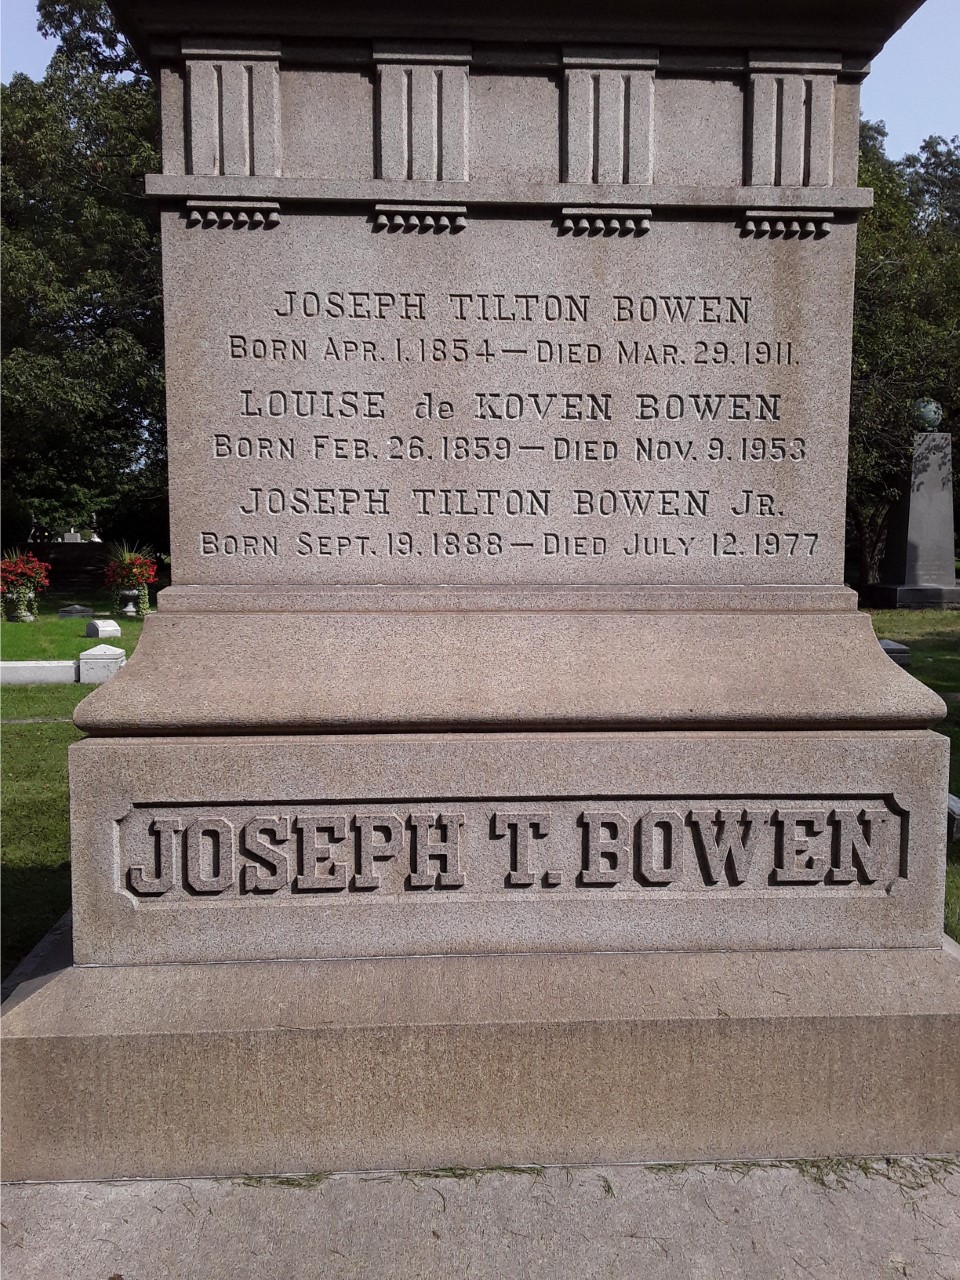 JOSEPH TILTON BOWEN
BORN APR. 1. 1854 — DIED MAR. 29. 1911.
LOUISE de KOVEN BOWEN
BORN FEB. 26. 1859 — DIED NOV. 9. 1953
JOSEPH TILTON BOWEN JR.
BORN SEPT. 19. 1888 — DIED JULY 12. 1977
JOSEPH T. BOWEN